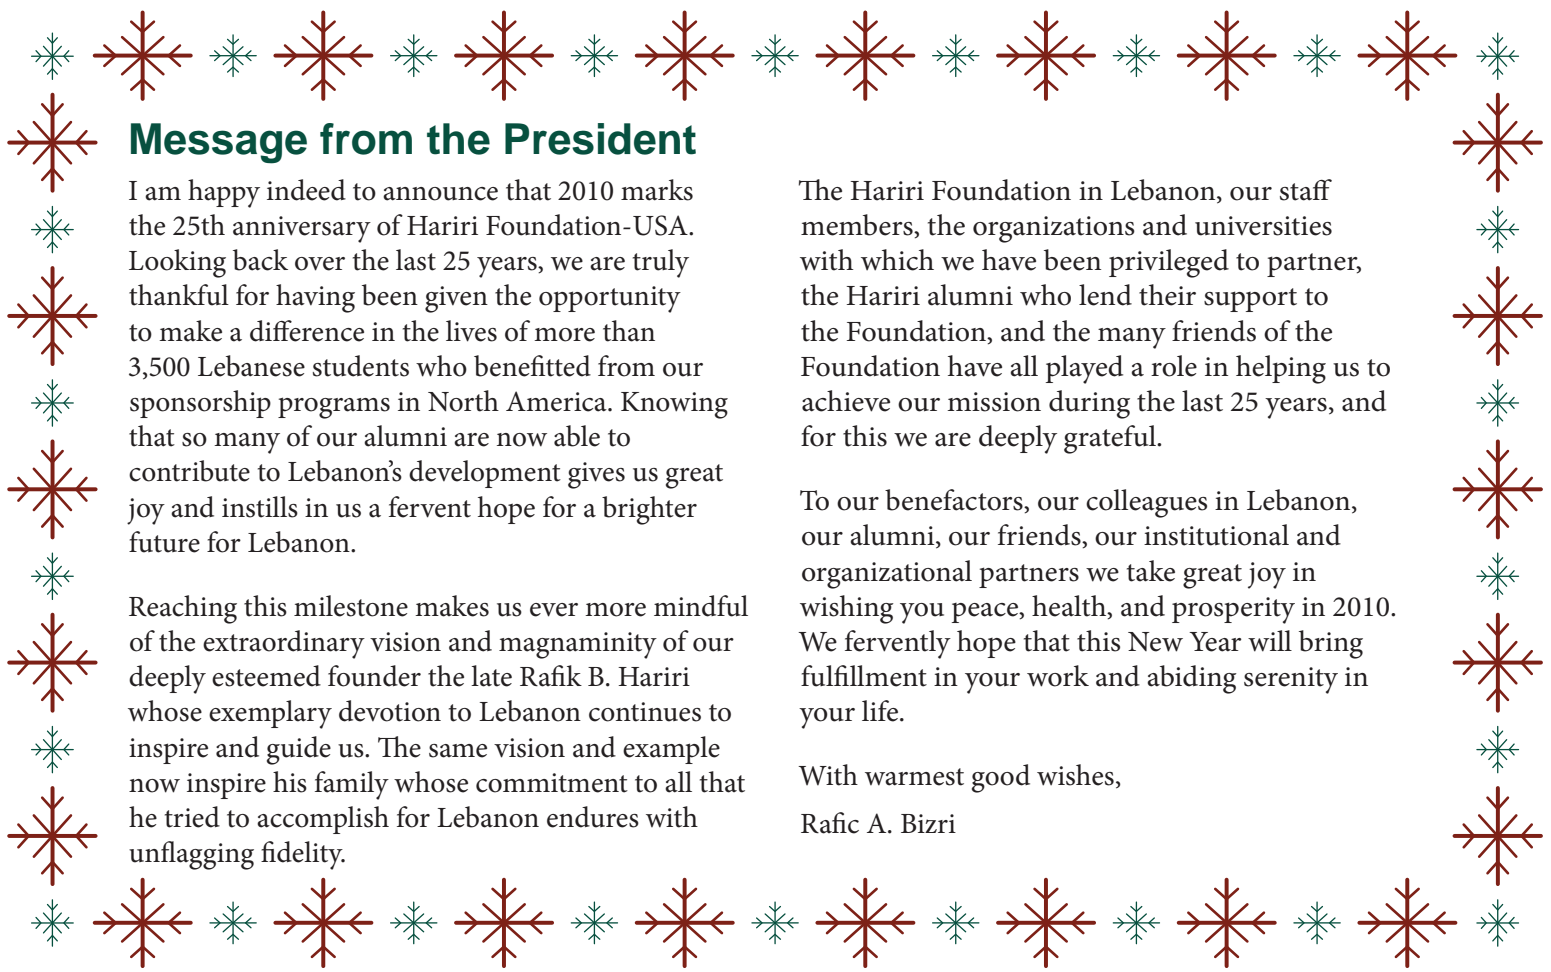 Message from the President
I am happy indeed to announce that 2010 marks
the 25th anniversary of Hariri Foundation-USA.
Looking back over the last 25 years, we are truly
thankful for having been given the opportunity
to make a difference in the lives of more than
3,500 Lebanese students who benefitted from our
sponsorship programs in North America. Knowing
that so many of our alumni are now able to
contribute to Lebanon’s development gives us great
joy and instills in us a fervent hope for a brighter
future for Lebanon.
Reaching this milestone makes us ever more mindful
of the extraordinary vision and magnaminity of our
deeply esteemed founder the late Rafik B. Hariri
whose exemplary devotion to Lebanon continues to
inspire and guide us. The same vision and example
now inspire his family whose commitment to all that
he tried to accomplish for Lebanon endures with
unflagging fidelity.
The Hariri Foundation in Lebanon, our staff
members, the organizations and universities
with which we have been privileged to partner,
the Hariri alumni who lend their support to
the Foundation, and the many friends of the
Foundation have all played a role in helping us to
achieve our mission during the last 25 years, and
for this we are deeply grateful.
To our benefactors, our colleagues in Lebanon,
our alumni, our friends, our institutional and
organizational partners we take great joy in
wishing you peace, health, and prosperity in 2010.
We fervently hope that this New Year will bring
fulfillment in your work and abiding serenity in
your life.
With warmest good wishes,
Rafic A. Bizri